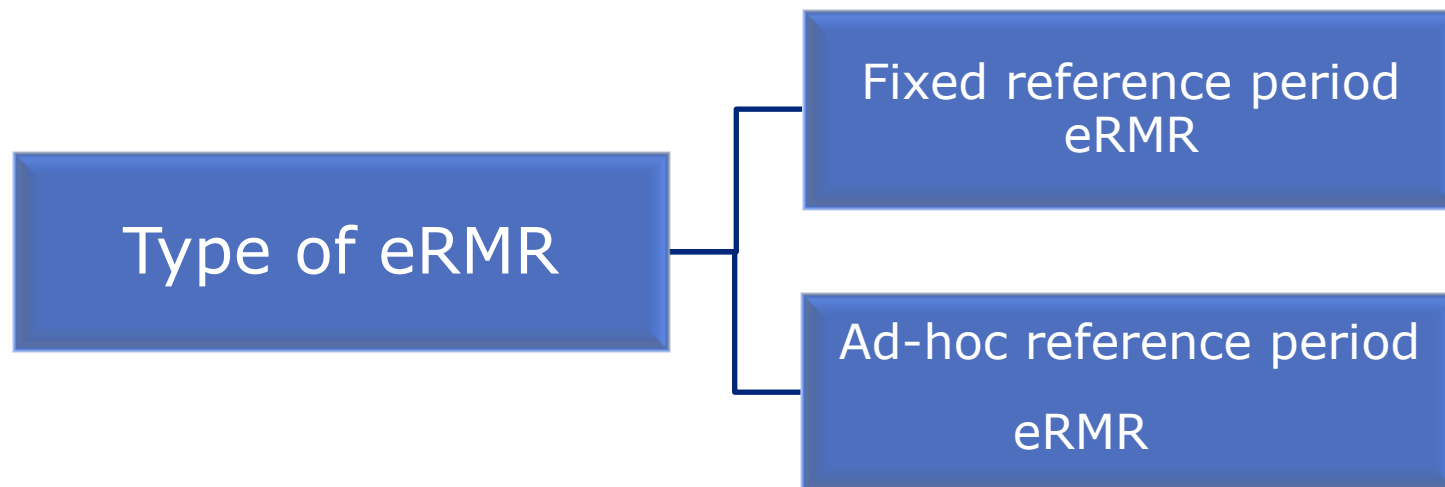 Type of eRMR
Fixed reference period
eRMR
Ad-hoc reference period
eRMR